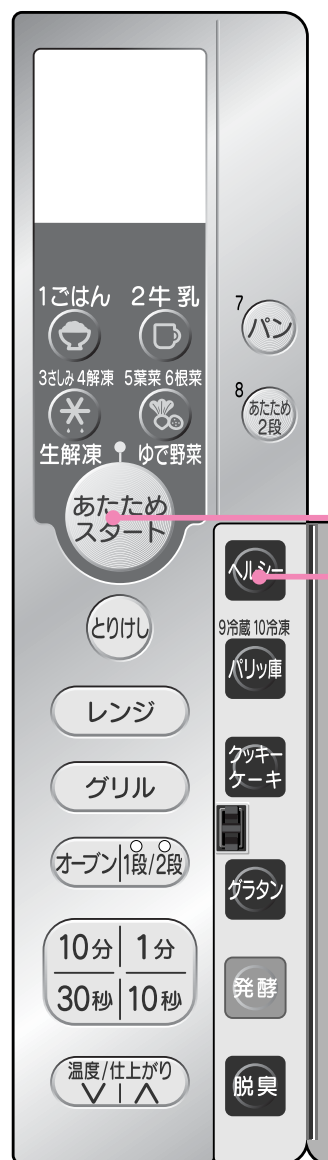 1ごはん 2牛乳
7
パン
3さしみ 4解凍 5葉菜 6根菜
8
あたため
2段
生解凍 ゆで野菜
あたため
スタート
ヘルシー
とりけし
9冷蔵 10冷凍
パリッ庫
レンジ
クッキー
ケーキ
グリル
オーブン 1段/2段
グラタン
10分 1分
30秒 10秒
発酵
温度/仕上がり
脱臭